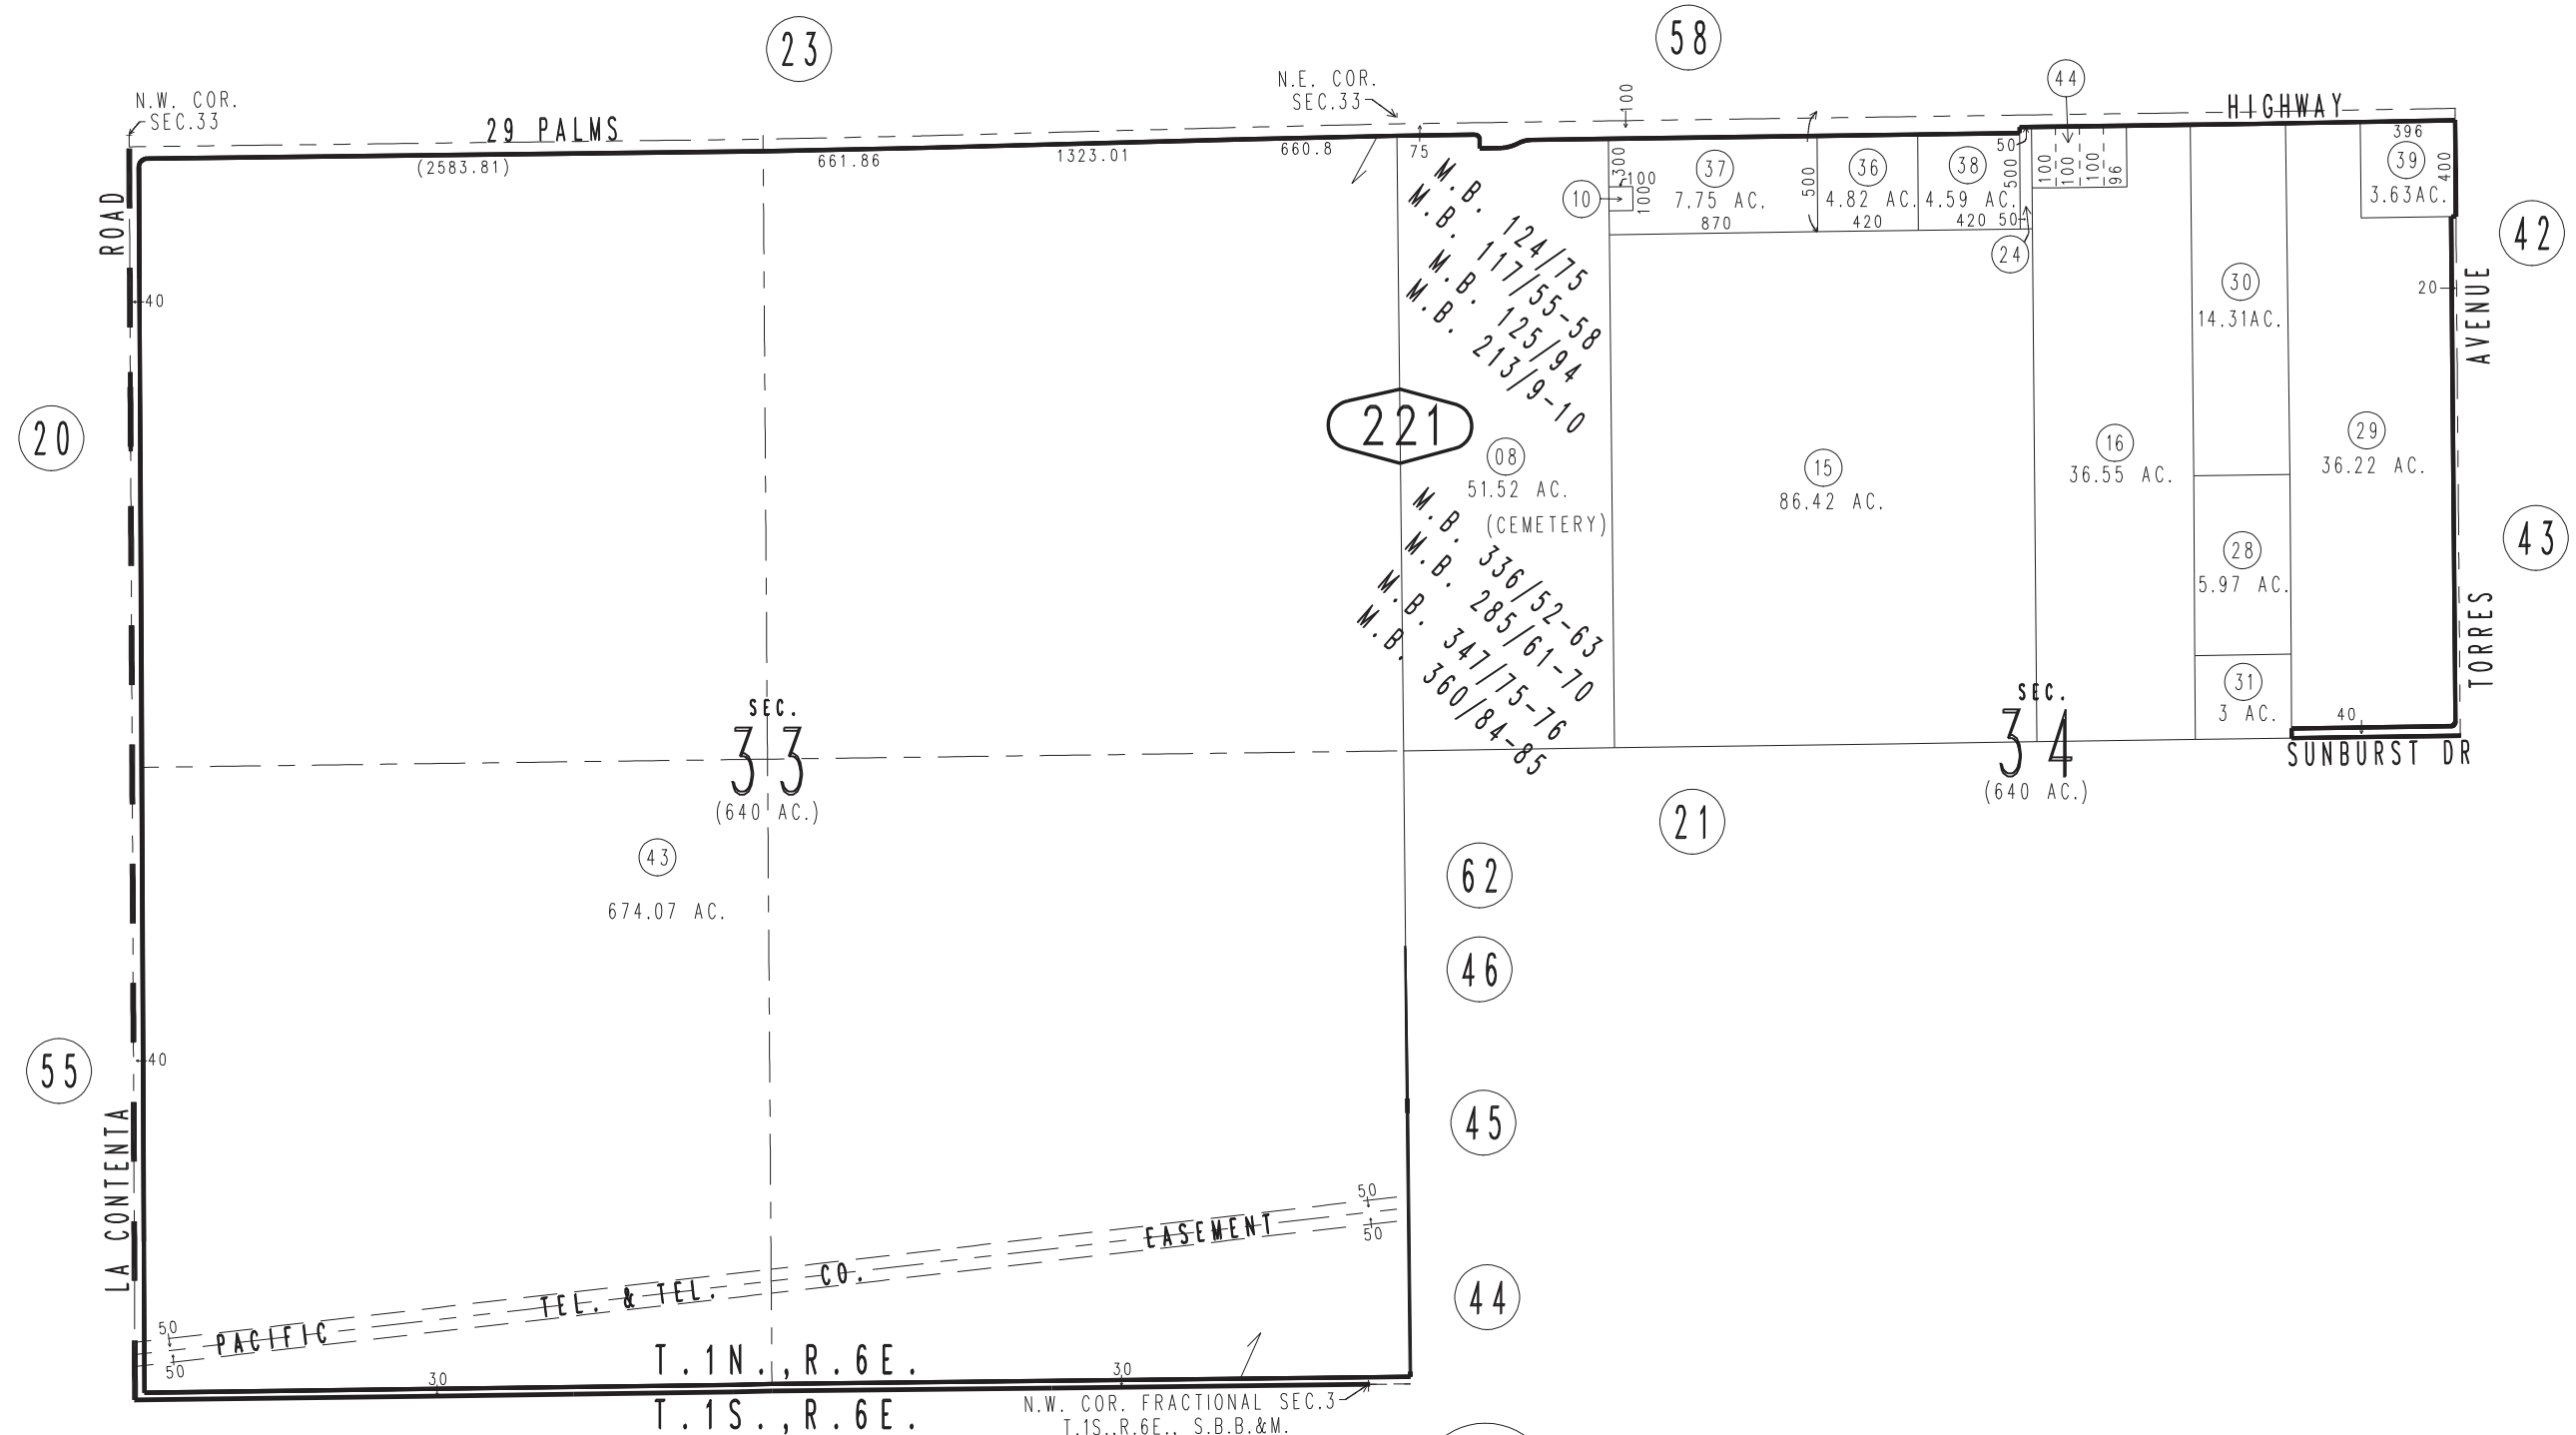 23
58
N.W. COR.
SEC.33
29 PALMS
N.E. COR.
SEC.33
100
44
HIGHWAY
(2583.81)
661.86
1323.01
660.8
75
396
39
3.63AC.
400
300
100
100
10
37
7.75 AC.
870
500
36
4.82 AC.
420
38
4.59 AC.
420
50
500
50
24
100
100
100
96
ROAD
40
M.B. 124/75
M.B. 117/55-58
M.B. 125/94
M.B. 213/9-10
42
20
AVENUE
30
14.31AC.
20
221
08
51.52 AC.
(CEMETERY)
15
86.42 AC.
16
36.55 AC.
29
36.22 AC.
43
M.B. 336/52-63
M.B. 285/61-70
M.B. 347/75-76
M.B. 360/84-85
28
5.97 AC.
TORRES
31
3 AC.
40
SUNBURST DR
SEC.
33
(640 AC.)
SEC.
34
(640 AC.)
21
43
674.07 AC.
62
46
45
44
55
40
LA CONTENTA
50
50
PACIFIC TEL. & TEL. CO. EASEMENT
50
50
T.1N.,R.6E.
30
30
T.1S.,R.6E.
N.W. COR. FRACTIONAL SEC.3
T.1S.,R.6E., S.B.B.&M.